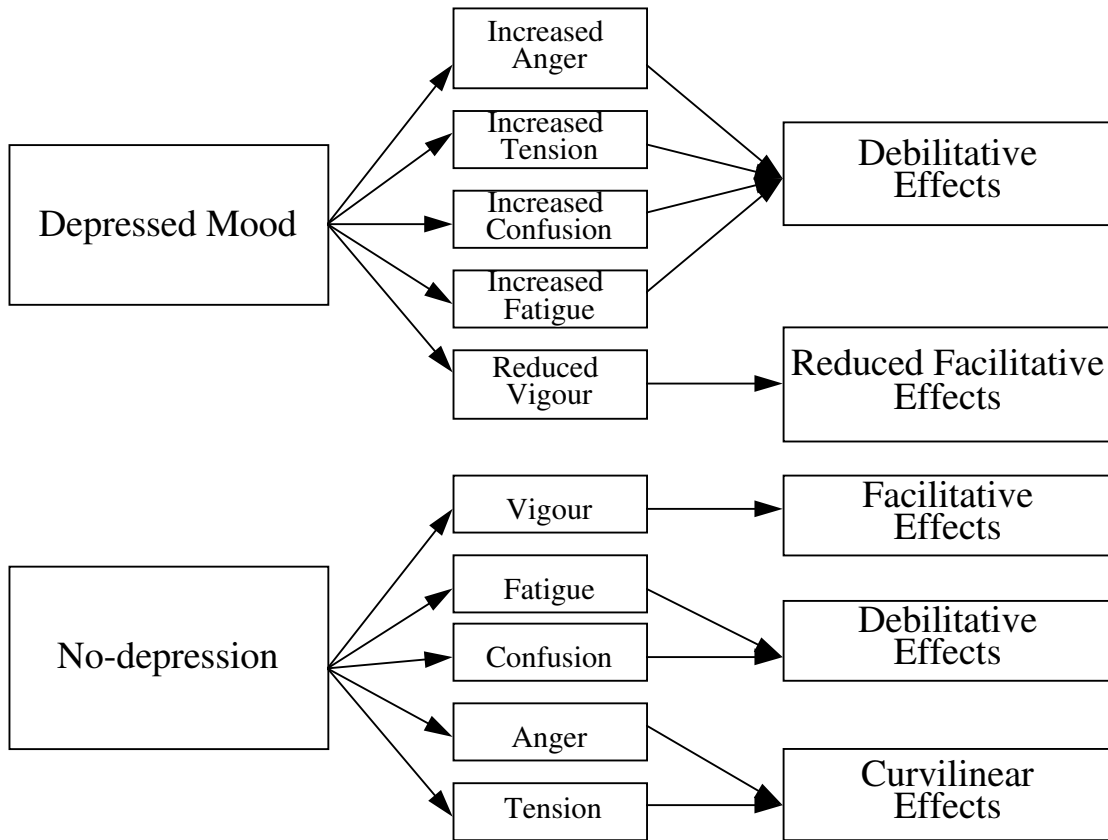 Increased
Anger
Increased
Tension
Debilitative
Effects
Depressed Mood
Increased
Confusion
Increased
Fatigue
Reduced
Vigour
Reduced Facilitative
Effects
Vigour
Facilitative
Effects
Fatigue
No-depression
Confusion
Debilitative
Effects
Anger
Tension
Curvilinear
Effects